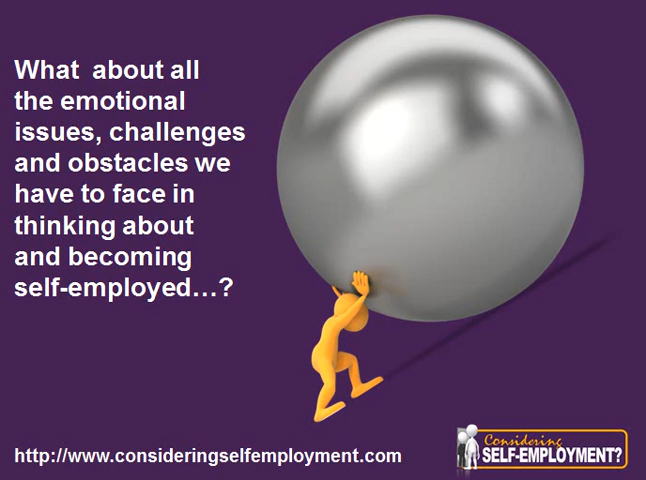 What  about all
the emotional
issues, challenges
and obstacles we
have to face in
thinking about
and becoming
self-employed…?
http://www.consideringselfemployment.com
Considering
SELF-EMPLOYMENT?